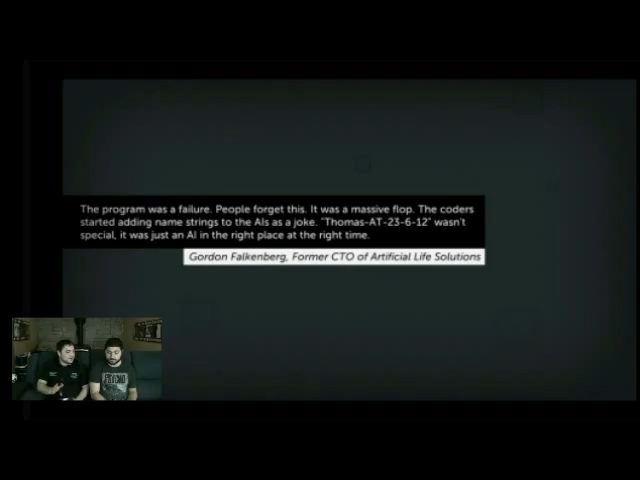 The program was a failure. People forget this. It was a massive flop. The coders
started adding name strings to the AIs as a joke. "Thomas-AT-23-6-12" wasn't
special, it was just an AI in the right place at the right time.
Gordon Falkenberg, Former CTO of Artificial Life Solutions